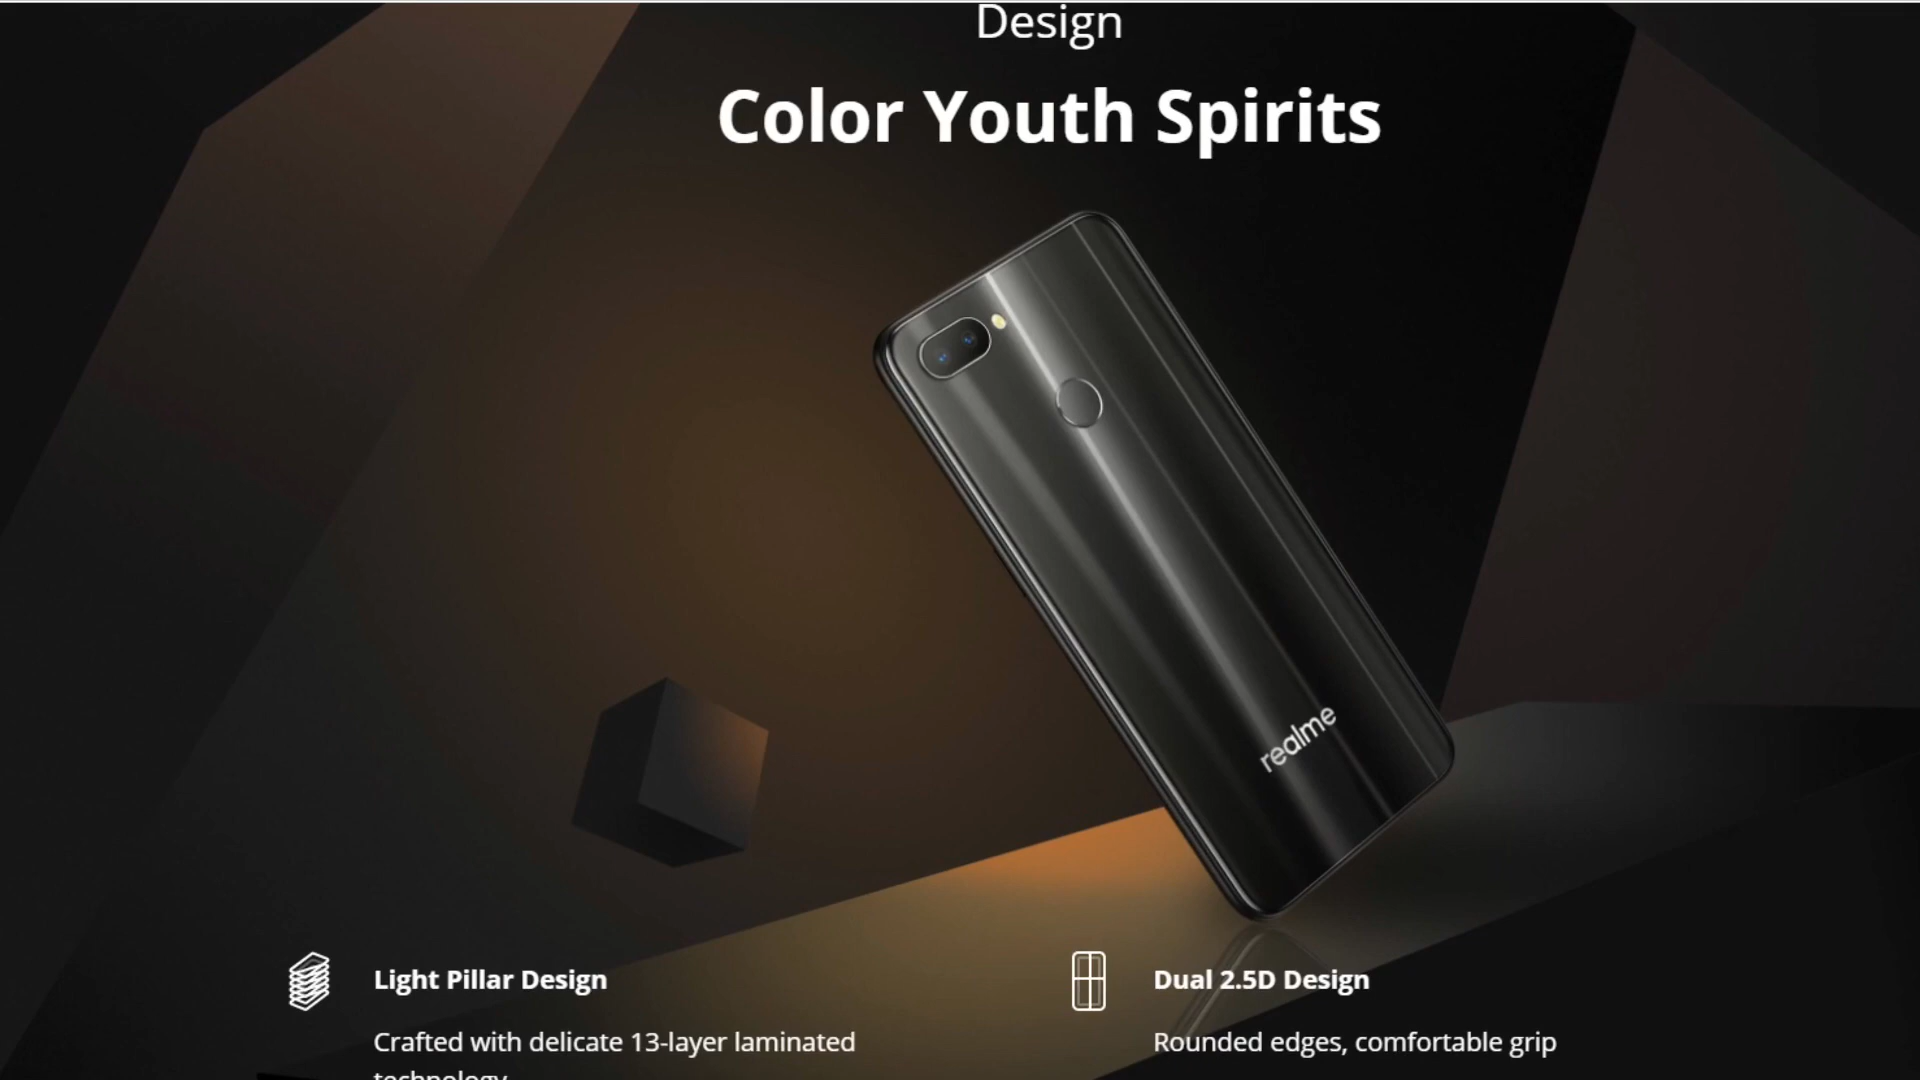 Design
Color Youth Spirits
realme
Light Pillar Design
Dual 2.5D Design
Crafted with delicate 13-layer laminated
technology
Rounded edges, comfortable grip